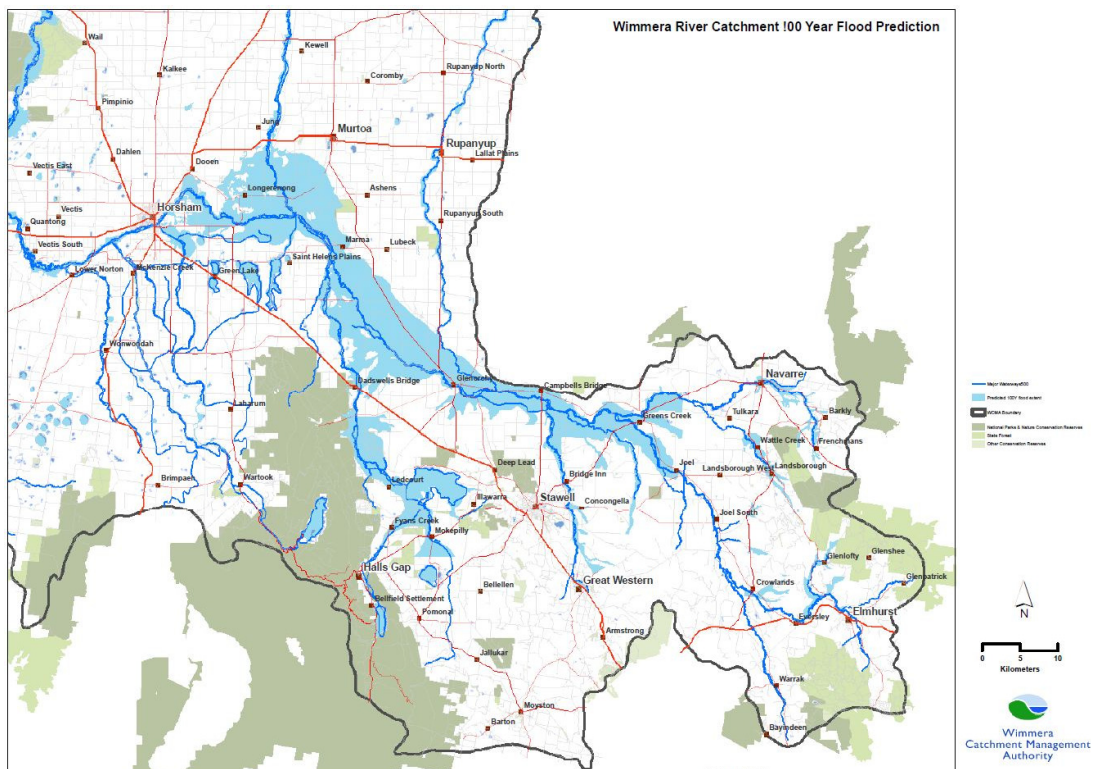 Wimmera River Catchment !00 Year Flood Prediction
Wail
Kewell
Kalkee
Coromby
Rupanyup North
Pimpinio
Jung
Murtoa
Rupanyup
Lallat Plains
Dahlen
Dooen
Vectis East
Longerenong
Ashens
Horsham
Vectis
Quantong
Rupanyup South
Vectis South
Marma
Lubeck
Saint Helens Plains
Lower Norton
McKenzie Creek
Green Lake
Wonwondah
Dadswells Bridge
Glenorchy
Campbells Bridge
Navarre
Laharum
Greens Creek
Tulkara
Barkly
Wattle Creek
Frenchmans
Deep Lead
Joel
Landsborough West
Landsborough
Brimpaen
Wartook
Ledcourt
Bridge Inn
Illawarra
Stawell
Concongella
Joel South
Fyans Creek
Mokepilly
Glenlofty
Glenshee
Halls Gap
Great Western
Crowlands
Glenpatrick
Bellellen
Bellfield Settlement
Pomonal
Eversley
Elmhurst
Armstrong
Jallukar
Warrak
Moyston
Barton
Bayindeen
Major Waterways500
Predicted 100Y flood extent
WCMA Boundary
National Parks & Nature Conservation Reserves
State Forest
Other Conservation Reserves
N
0 5 10
Kilometers
Wimmera
Catchment Management
Authority